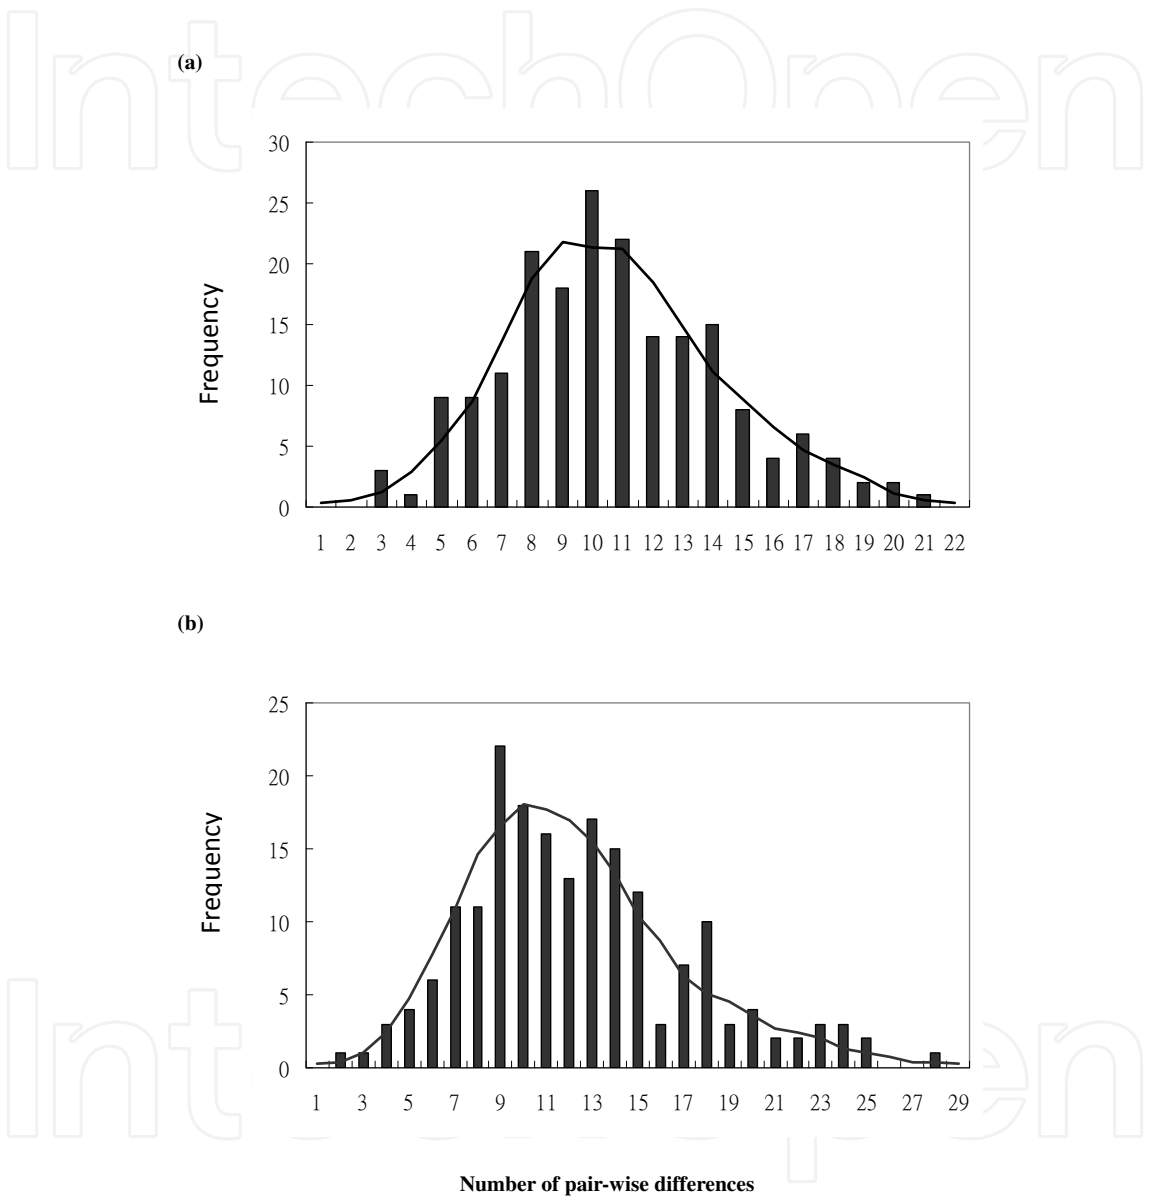 IntechOpen
(a)
30
25
20
15
10
5
0
Frequency
1 2 3 4 5 6 7 8 9 10 11 12 13 14 15 16 17 18 19 20 21 22
(b)
25
20
15
10
5
0
Frequency
1 3 5 7 9 11 13 15 17 19 21 23 25 27 29
IntechOpen
Number of pair-wise differences